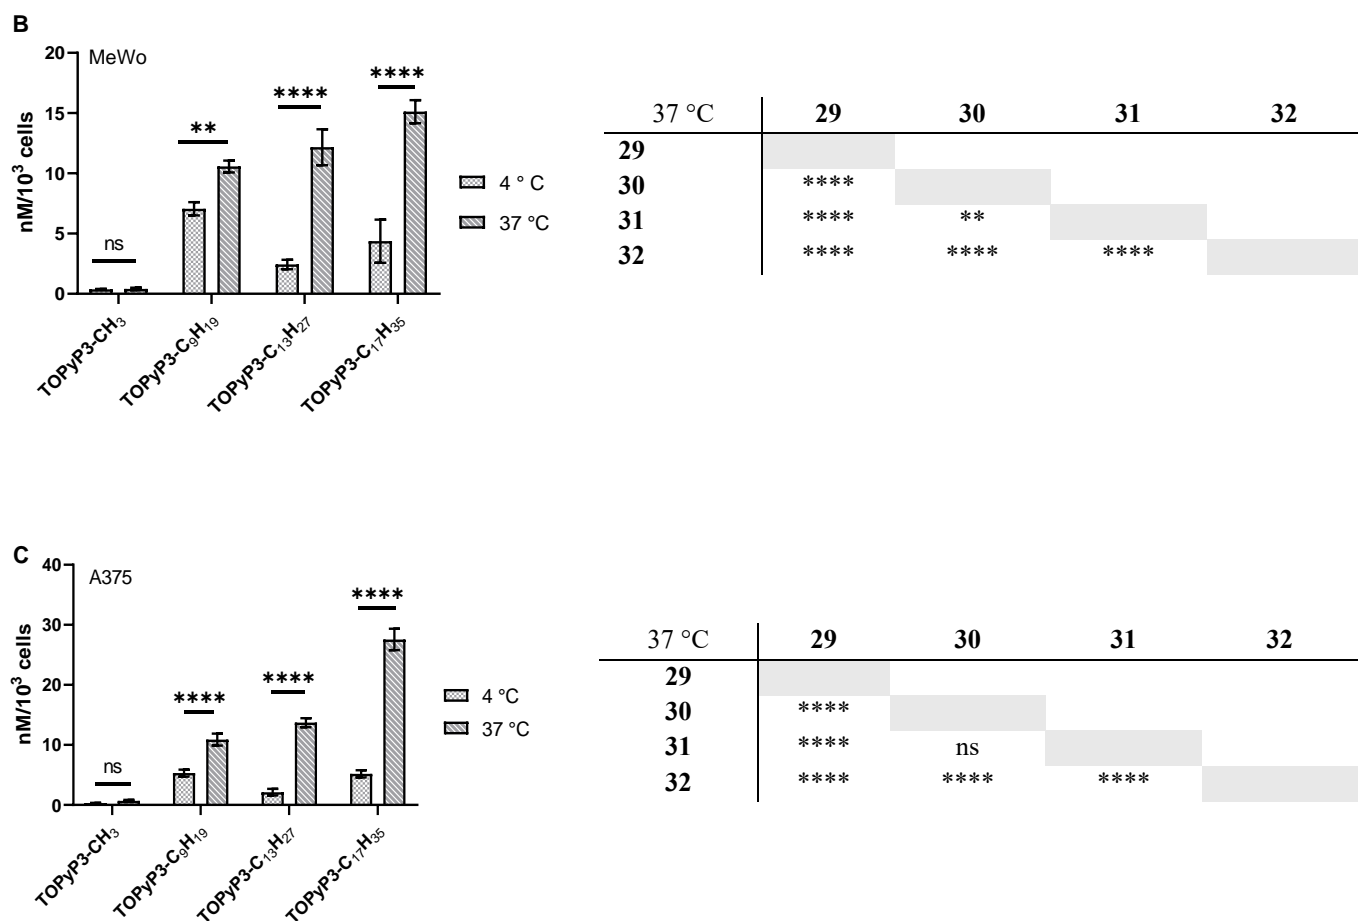 B
MeWo
20
15
10
5
0
nM/10³ cells
ns
**
****
****
4 ° C
37 °C
TOPyP3-CH₃
TOPyP3-C₉H₁₉
TOPyP3-C₁₃H₂₇
TOPyP3-C₁₇H₃₅
37 °C 29 30 31 32
29
30 ****
31 **** **
32 **** **** ****
C
A375
40
30
20
10
0
nM/10³ cells
ns
****
****
****
4 °C
37 °C
TOPyP3-CH₃
TOPyP3-C₉H₁₉
TOPyP3-C₁₃H₂₇
TOPyP3-C₁₇H₃₅
37 °C 29 30 31 32
29
30 ****
31 **** ns
32 **** **** ****